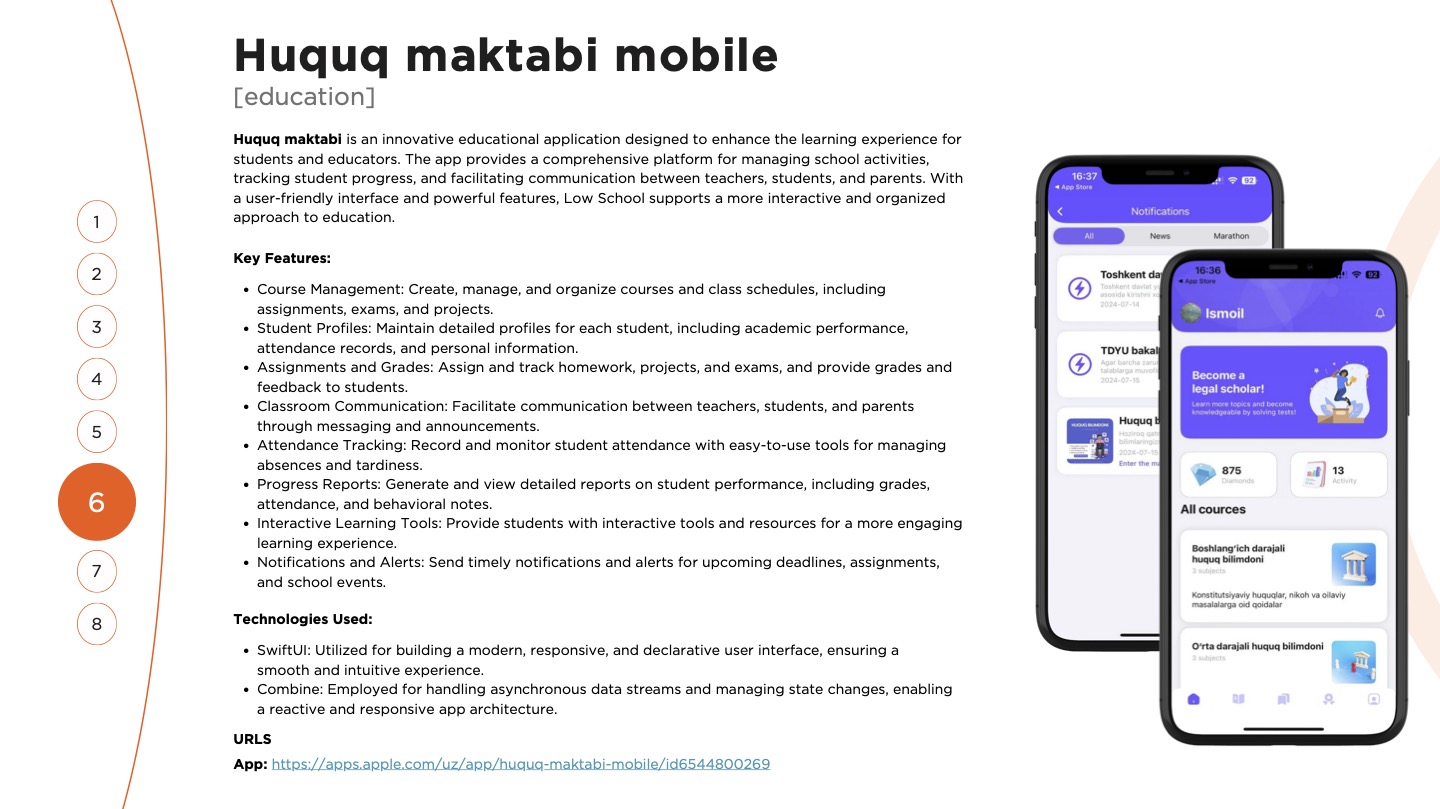 Huquq maktabi mobile
[education]
Huquq maktabi is an innovative educational application designed to enhance the learning experience for
students and educators. The app provides a comprehensive platform for managing school activities,
tracking student progress, and facilitating communication between teachers, students, and parents. With
a user-friendly interface and powerful features, Low School supports a more interactive and organized
approach to education.
Key Features:
• Course Management: Create, manage, and organize courses and class schedules, including
assignments, exams, and projects.
• Student Profiles: Maintain detailed profiles for each student, including academic performance,
attendance records, and personal information.
• Assignments and Grades: Assign and track homework, projects, and exams, and provide grades and
feedback to students.
• Classroom Communication: Facilitate communication between teachers, students, and parents
through messaging and announcements.
• Attendance Tracking: Record and monitor student attendance with easy-to-use tools for managing
absences and tardiness.
• Progress Reports: Generate and view detailed reports on student performance, including grades,
attendance, and behavioral notes.
• Interactive Learning Tools: Provide students with interactive tools and resources for a more engaging
learning experience.
• Notifications and Alerts: Send timely notifications and alerts for upcoming deadlines, assignments,
and school events.
Technologies Used:
• SwiftUI: Utilized for building a modern, responsive, and declarative user interface, ensuring a
smooth and intuitive experience.
• Combine: Employed for handling asynchronous data streams and managing state changes, enabling
a reactive and responsive app architecture.
URLS
App: https://apps.apple.com/uz/app/huquq-maktabi-mobile/id6544800269
1
2
3
4
5
6
7
8
16:37
92
◀ App Store
Notifications
All News Marathon
Toshkent da
Toshkent davlat y
asosida kirishni
2024-07-14
TDYU bakal
Agar barcha zaru
talablarga muvofi
2024-07-15
HUQUQ BILIMDONI
Huquq b
Hoziroq qat
bilimlaringiz
2024-07-15
Enter the ma
16:36
92
◀ App Store
Ismoil
Become a
legal scholar!
Learn more topics and become
knowledgeable by solving tests!
875
Diamonds
13
Activity
All cources
Boshlang'ich darajali
huquq bilimdoni
3 subjects
Konstitutsiyaviy huquqlar, nikoh va oilaviy
masalalarga oid qoidalar
O'rta darajali huquq bilimdoni
3 subjects